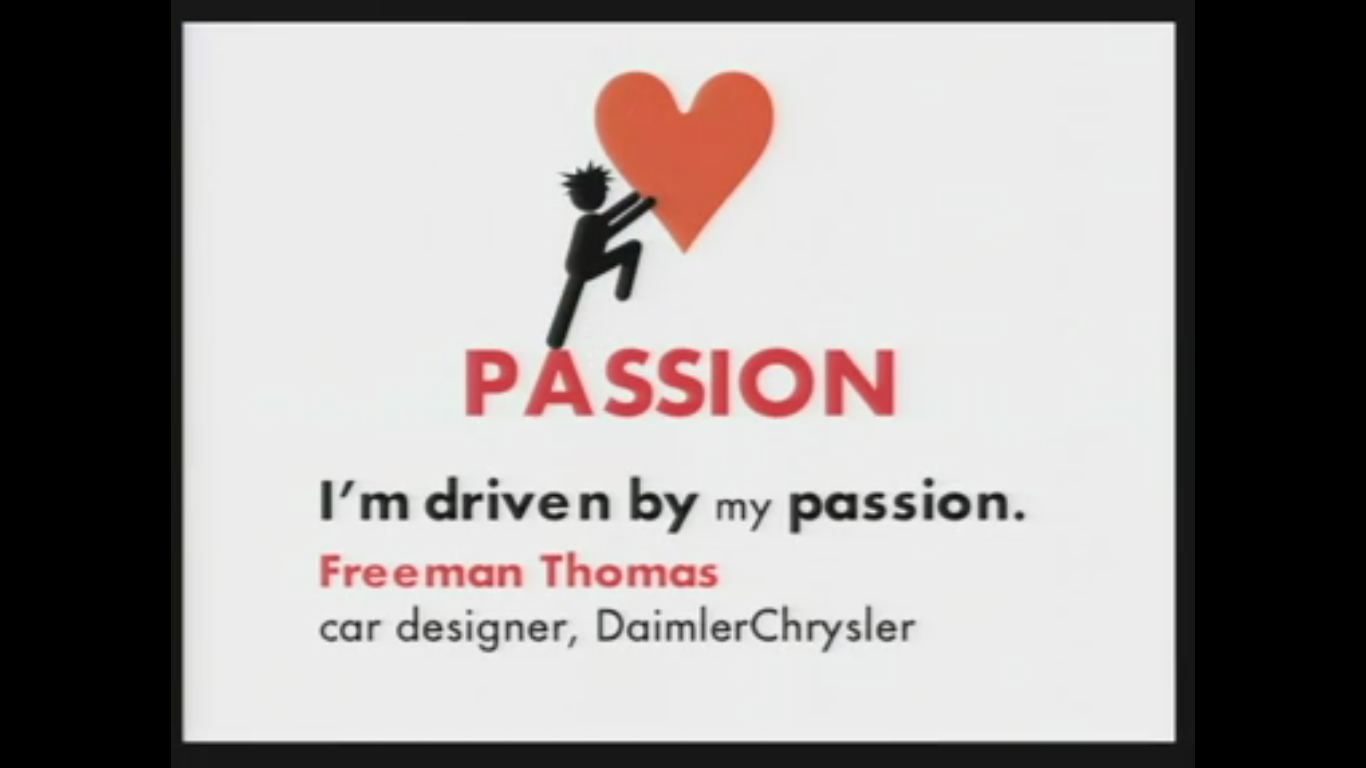 PASSION
I'm driven by my passion.
Freeman Thomas
car designer, DaimlerChrysler